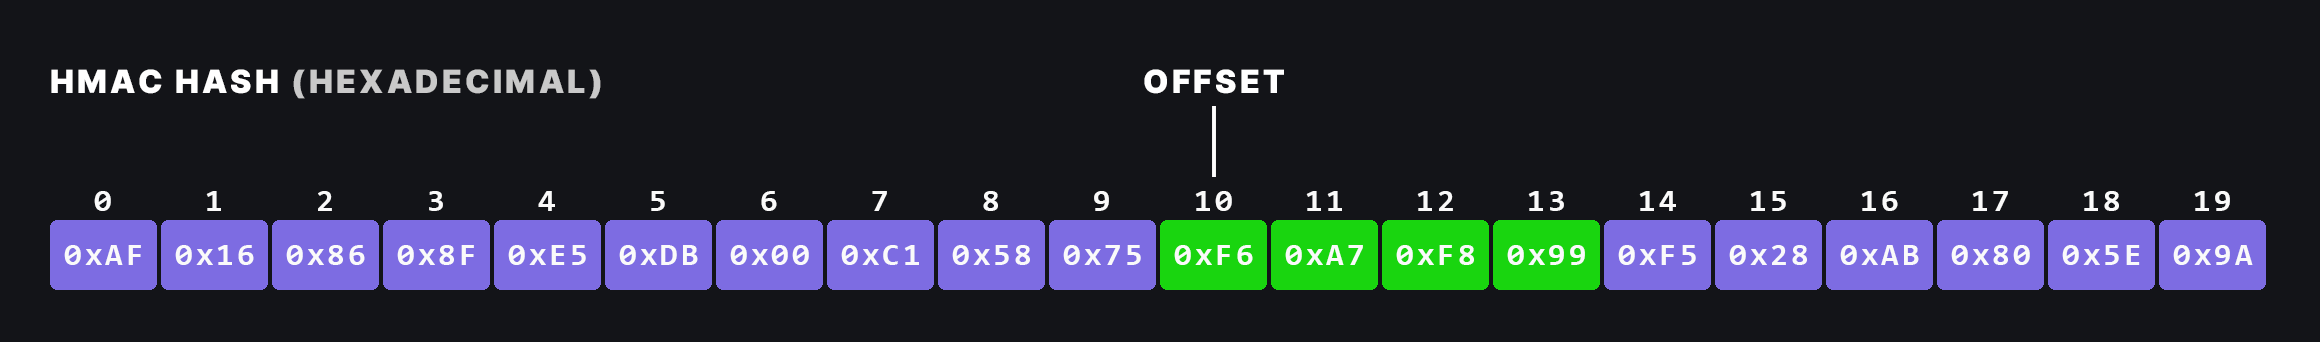 HMAC HASH (HEXADECIMAL) OFFSET
0 1 2 3 4 5 6 7 8 9 10 11 12 13 14 15 16 17 18 19
0xAF 0x16 0x86 0x8F 0xE5 0xDB 0x00 0xC1 0x58 0x75 0xF6 0xA7 0xF8 0x99 0xF5 0x28 0xAB 0x80 0x5E 0x9A